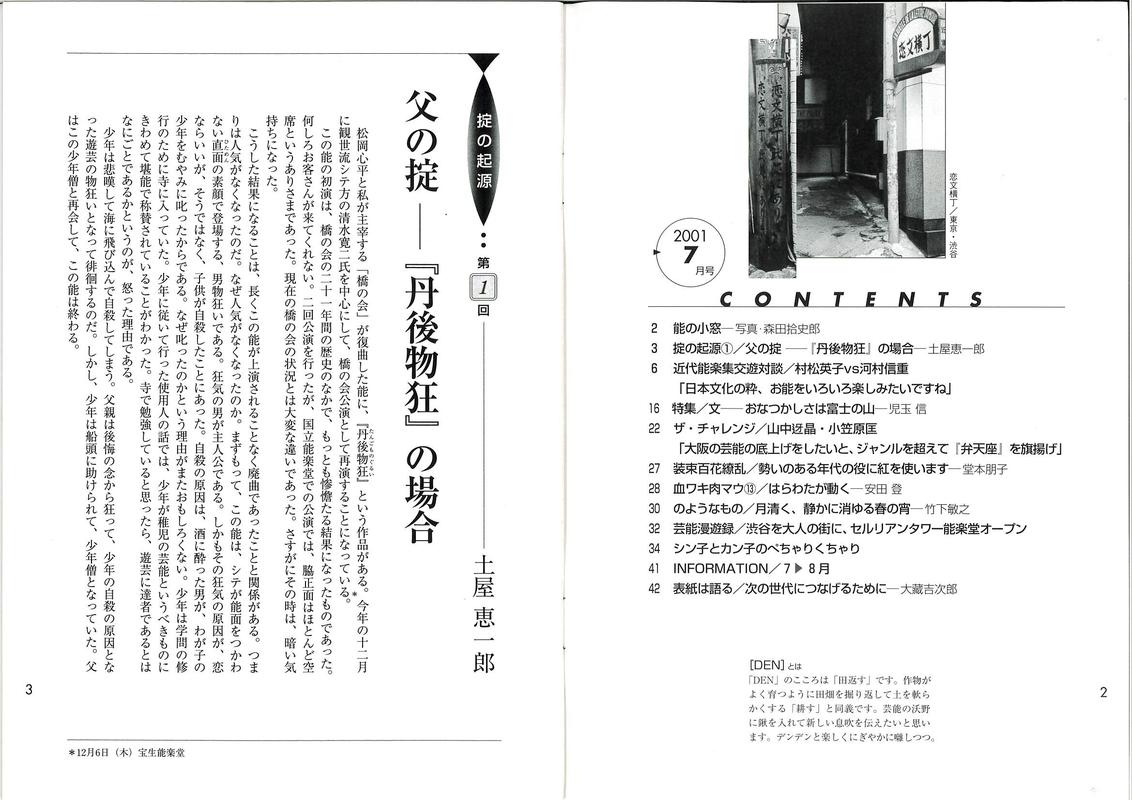 恋文横丁
恋文横丁此処にありき
恋文横丁／東京・渋谷
2001
7
月号
CONTENTS
2 能の小窓―写真・森田拾史郎
3 掟の起源①／父の掟 ――『丹後物狂』の場合―土屋恵一郎
6 近代能楽集交遊対談／村松英子vs河村信重
「日本文化の粋、お能をいろいろ楽しみたいですね」
16 特集／文――おなつかしさは富士の山―児玉 信
22 ザ・チャレンジ／山中迓晶・小笠原匡
「大阪の芸能の底上げをしたいと、ジャンルを超えて『弁天座』を旗揚げ」
27 装束百花繚乱／勢いのある年代の役に紅を使います―堂本朋子
28 血ワキ肉マウ⑬／はらわたが動く―安田 登
30 のようなもの／月清く、静かに消ゆる春の宵―竹下敏之
32 芸能漫遊録／渋谷を大人の街に、セルリアンタワー能楽堂オープン
34 シン子とカン子のぺちゃりくちゃり
41 INFORMATION／7▶8月
42 表紙は語る／次の世代につなげるために―大藏吉次郎
［DEN］とは
「DEN」のこころは「田返す」です。作物が
よく育つように田畑を掘り返して土を軟ら
かくする「耕す」と同義です。芸能の沃野
に鍬を入れて新しい息吹を伝えたいと思い
ます。デンデンと楽しくにぎやかに囃しつつ。
2
掟の起源：第1回――土屋恵一郎
父の掟――『丹後物狂』の場合
松岡心平と私が主宰する「橋の会」が復曲した能に、『丹後物狂』という作品がある。今年の十二月
に観世流シテ方の清水寛二氏を中心にして、橋の会公演として再演することになっている。＊
この能の初演は、橋の会の二十一年間の歴史のなかで、もっとも惨憺たる結果になったものであった。
何しろお客さんが来てくれない。二回公演を行ったが、国立能楽堂での公演では、脇正面はほとんど空
席というありさまであった。現在の橋の会の状況とは大変な違いであった。さすがにその時は、暗い気
持ちになった。
こうした結果になることは、長くこの能が上演されることなく廃曲であったことと関係がある。つま
りは人気がなくなったのだ。なぜ人気がなくなったのか。まずもって、この能は、シテが能面をつかわ
ない直面の素顔で登場する、男物狂いである。狂気の男が主人公である。しかもその狂気の原因が、恋
ならいいが、そうではなく、子供が自殺したことにあった。自殺の原因は、酒に酔った男が、わが子の
少年をむやみに叱ったからである。なぜ叱ったのかという理由がまたおもしろくない。少年は学問の修
行のために寺に入っていた。少年に従いて行った使用人の話では、少年が稚児の芸能というべきものに
きわめて堪能で称賛されていることがわかった。寺で勉強していると思ったら、遊芸に達者であるとは
なにごとであるかというのが、怒った理由である。
少年は悲嘆して海に飛び込んで自殺してしまう。父親は後悔の念から狂って、少年の自殺の原因とな
った遊芸の物狂いとなって徘徊するのだ。しかし、少年は船頭に助けられて、少年僧となっていた。父
はこの少年僧と再会して、この能は終わる。
＊12月6日（木）宝生能楽堂
3